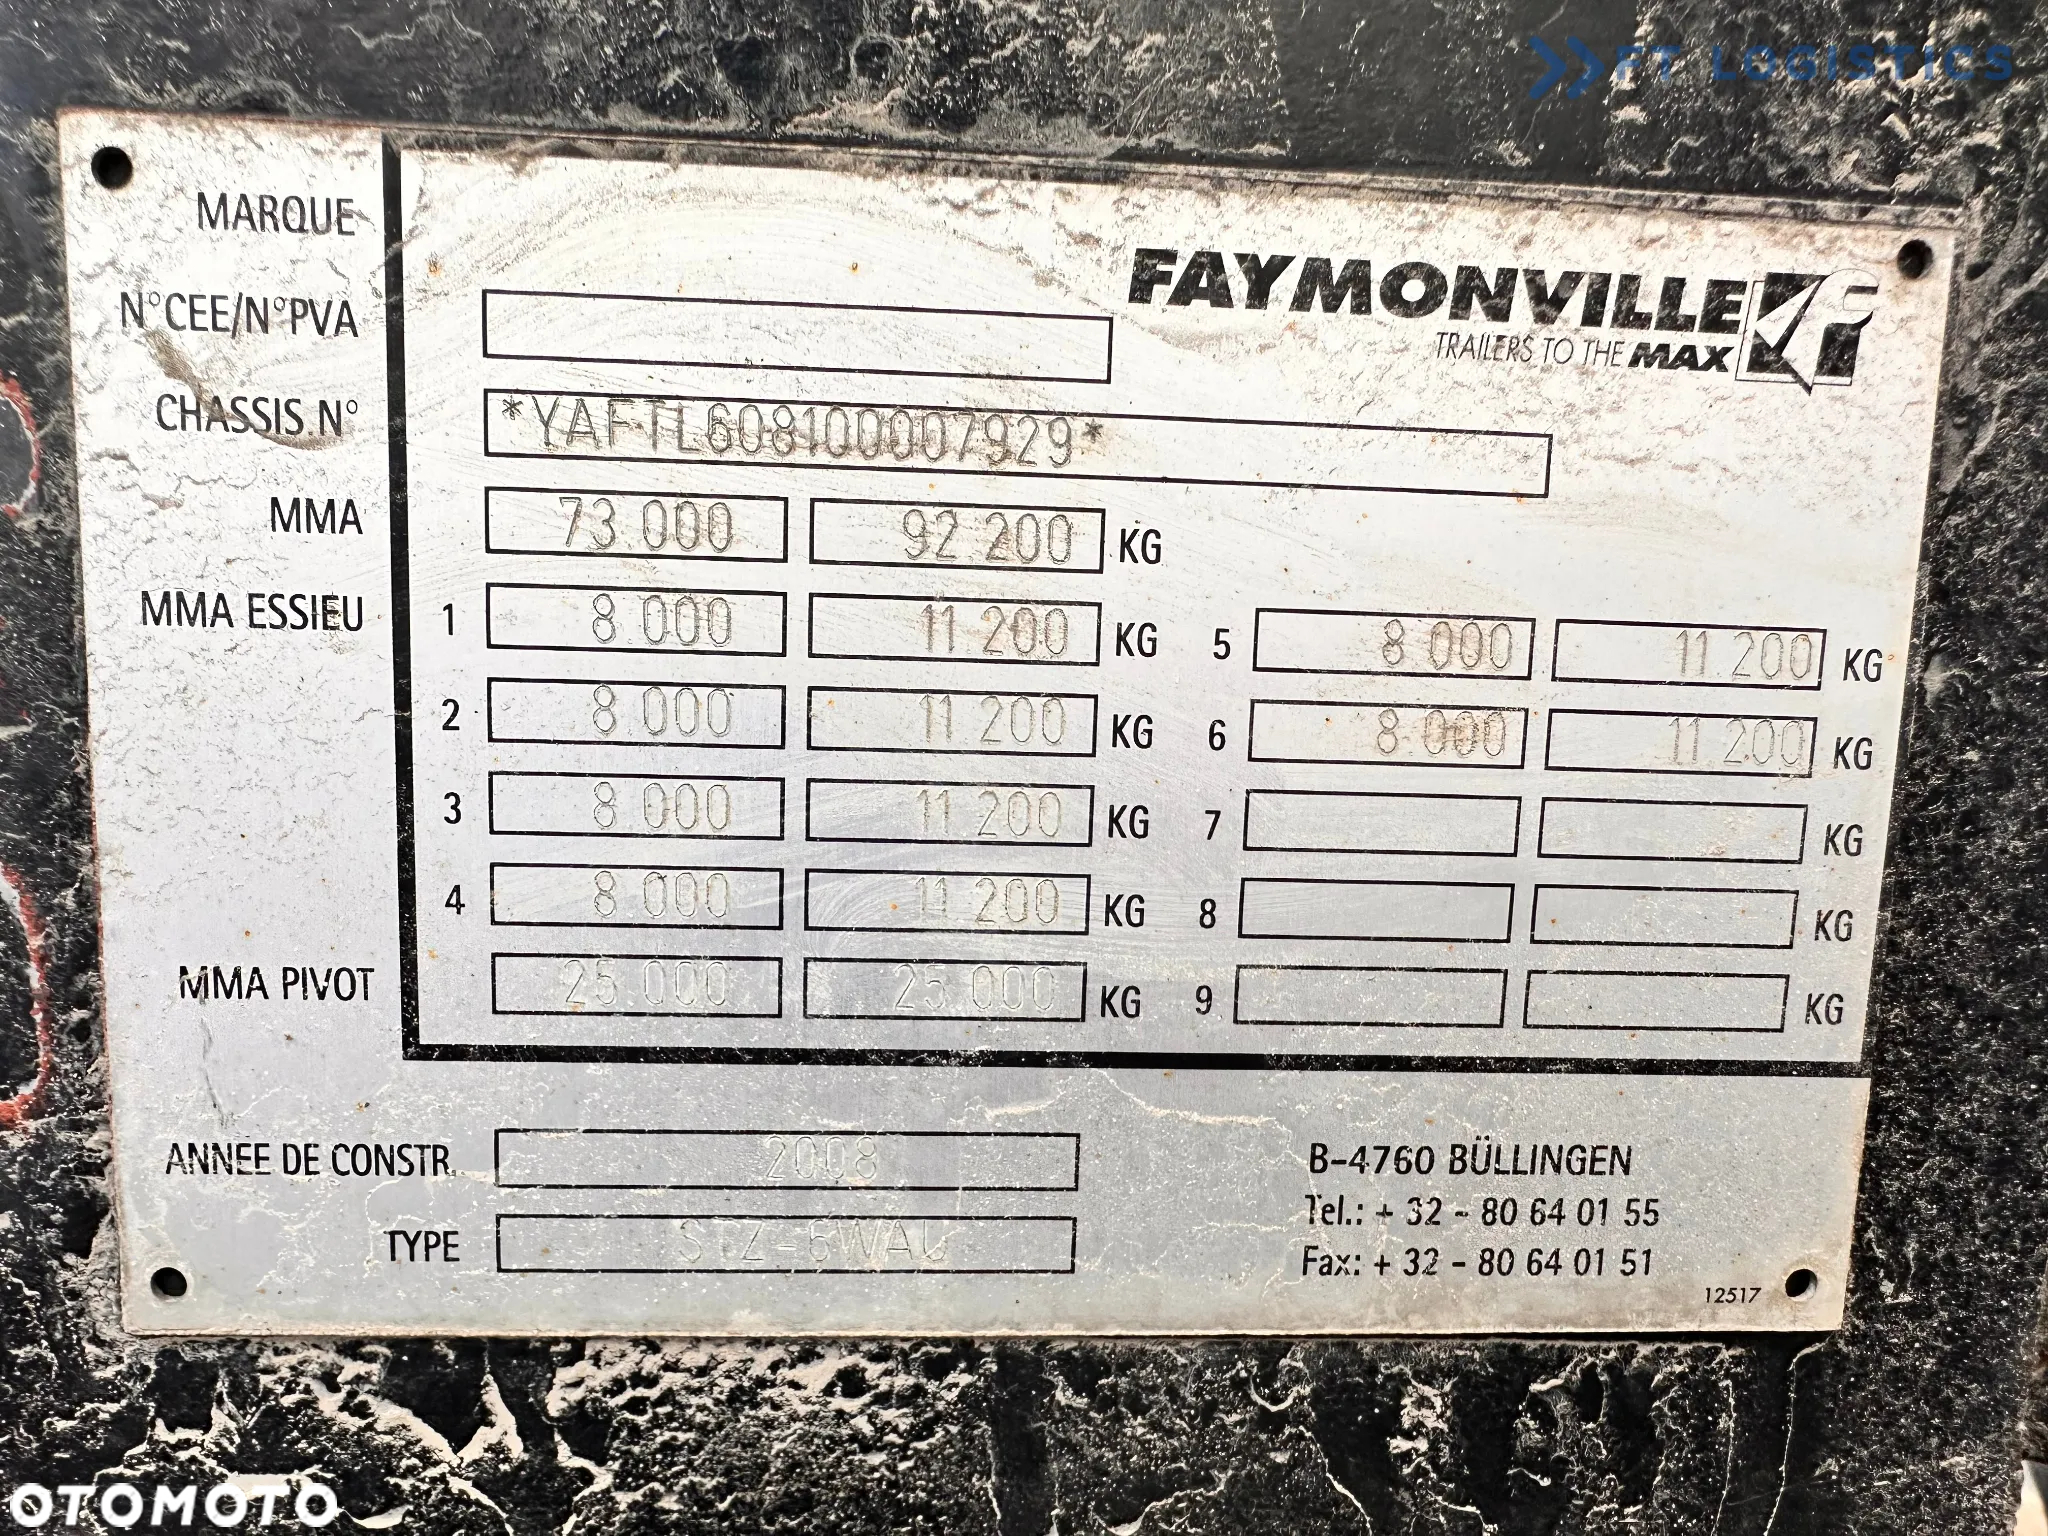 FT LOGISTICS
MARQUE
FAYMONVILLE
TRAILERS TO THE MAX
N°CEE/N°PVA
CHASSIS N° *YAFTL608100007929*
MMA 73 000 92 200 KG
MMA ESSIEU 1 8 000 11 200 KG 5 8 000 11 200 KG
2 8 000 11 200 KG 6 8 000 11 200 KG
3 8 000 11 200 KG 7 KG
4 8 000 11 200 KG 8 KG
MMA PIVOT 25 000 25 000 KG 9 KG
ANNEE DE CONSTR. 2008
TYPE STZ-6WAU
B-4760 BÜLLINGEN
Tel.: + 32 - 80 64 01 55
Fax: + 32 - 80 64 01 51
12517
OTOMOTO